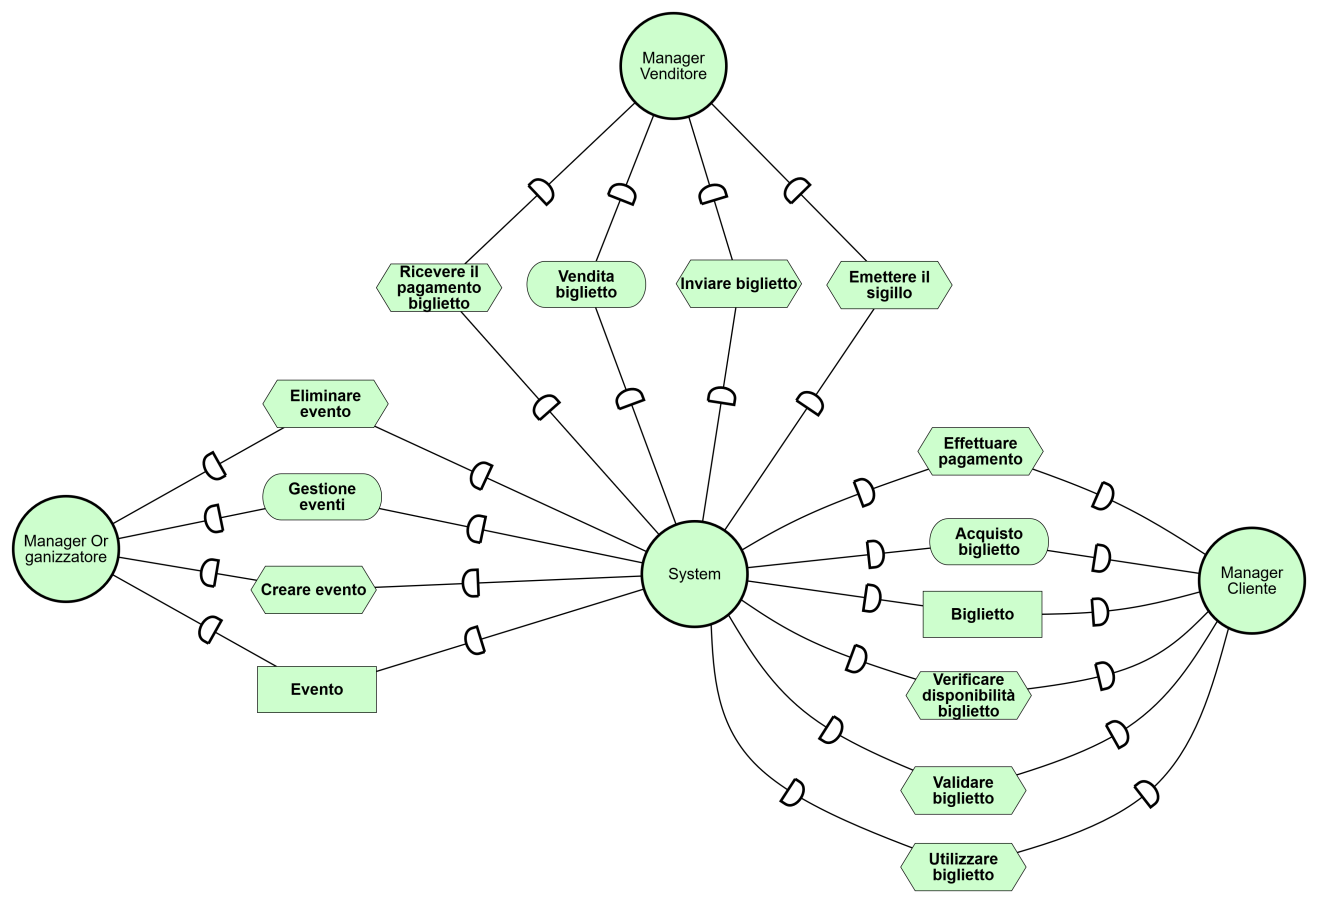 Manager
Venditore
Ricevere il
pagamento
biglietto
Vendita
biglietto
Inviare biglietto
Emettere il
sigillo
Eliminare
evento
Gestione
eventi
Manager Or
ganizzatore
Creare evento
Evento
System
Effettuare
pagamento
Acquisto
biglietto
Biglietto
Manager
Cliente
Verificare
disponibilità
biglietto
Validare
biglietto
Utilizzare
biglietto